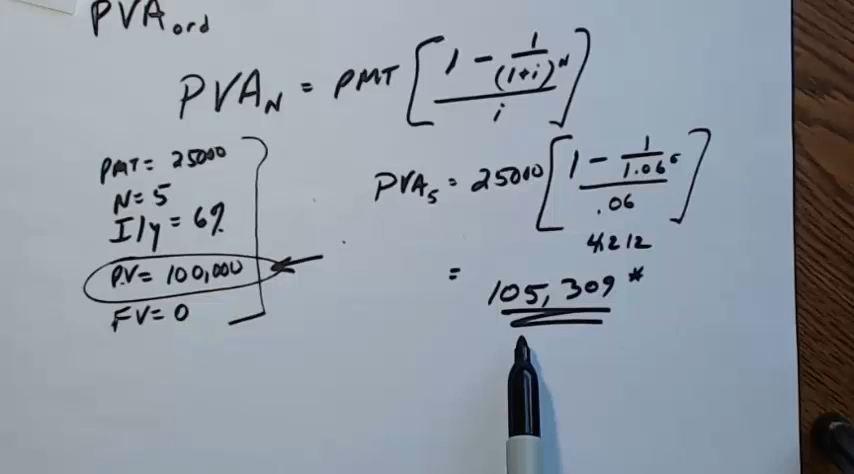 PVA ord
PVA N = PMT [ 1 - 1/(1+i)^N / i ]
PMT = 25000
N = 5
I/y = 6%
PV = 100,000
FV = 0
PVA 5 = 25000 [ 1 - 1/1.06^5 / .06 ]
4.212
= 105,309 *